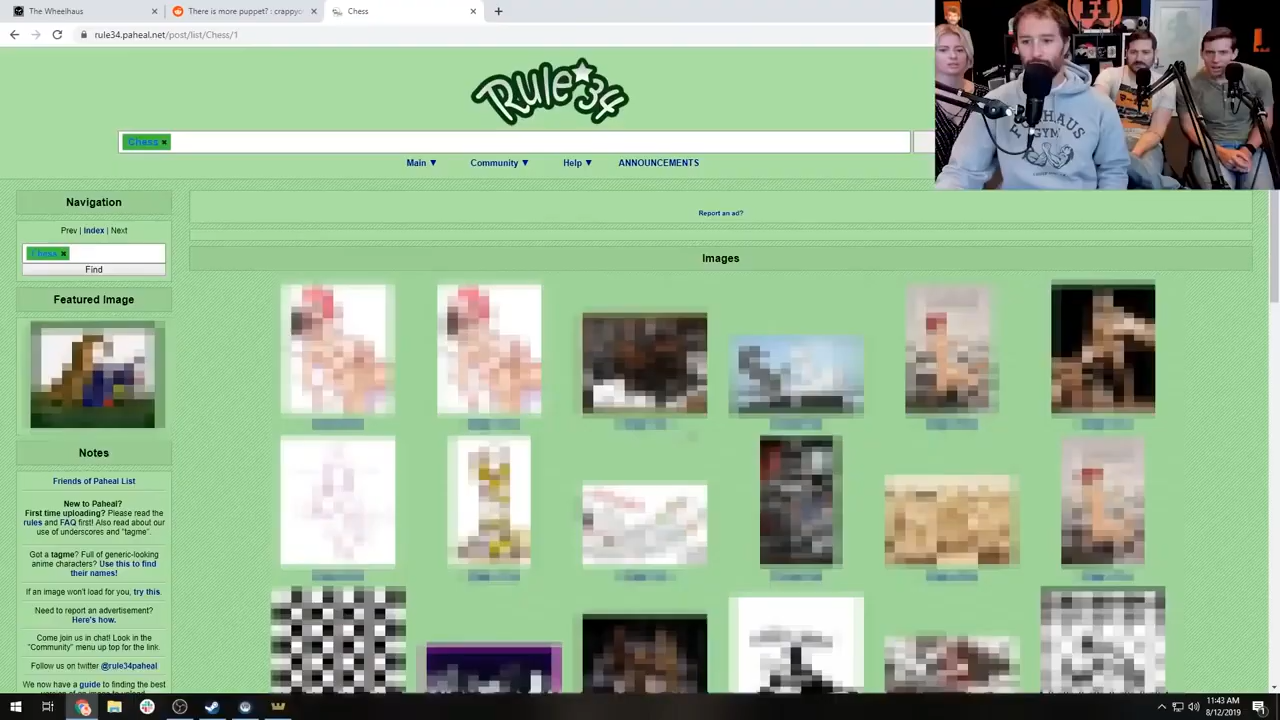 The Wheelhaus
There is more puppet? : crappyo
Chess
rule34.paheal.net/post/list/Chess/1
Rule34
Chess
Main ▼
Community ▼
Help ▼
ANNOUNCEMENTS
Navigation
Prev | Index | Next
Chess
Find
Featured Image
Notes
Friends of Paheal List
New to Paheal?
First time uploading? Please read the
rules and FAQ first! Also read about our
use of underscores and "tagme".
Got a tagme? Full of generic-looking
anime characters? Use this to find
their names!
If an image won't load for you, try this.
Need to report an advertisement?
Here's how.
Come join us in chat! Look in the
"Community" menu up top for the link.
Follow us on twitter @rule34paheal
We now have a guide to finding the best
Report an ad?
Images
FUNHAUS
GYM
11:43 AM
8/12/2019